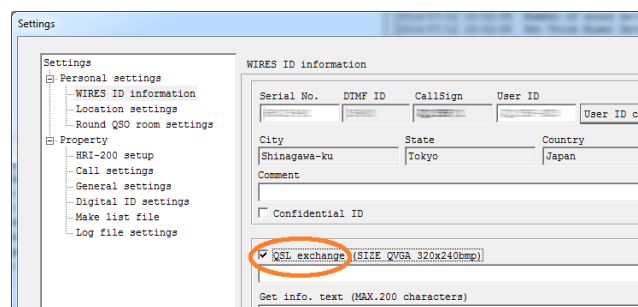 Settings
Settings
Personal settings
WIRES ID information
Location settings
Round QSO room settings
Property
HRI-200 setup
Call settings
General settings
Digital ID settings
Make list file
Log file settings
WIRES ID information
Serial No. DTMF ID CallSign User ID
User ID c
City State Country
Shinagawa-ku Tokyo Japan
Comment
Confidential ID
QSL exchange (SIZE QVGA 320x240bmp)
Get info. text (MAX.200 characters)